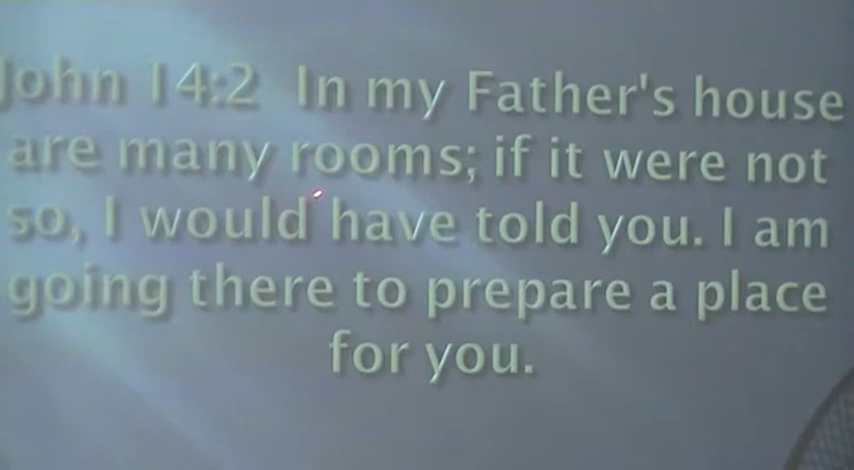 John 14:2 In my Father's house
are many rooms; if it were not
so, I would have told you. I am
going there to prepare a place
for you.